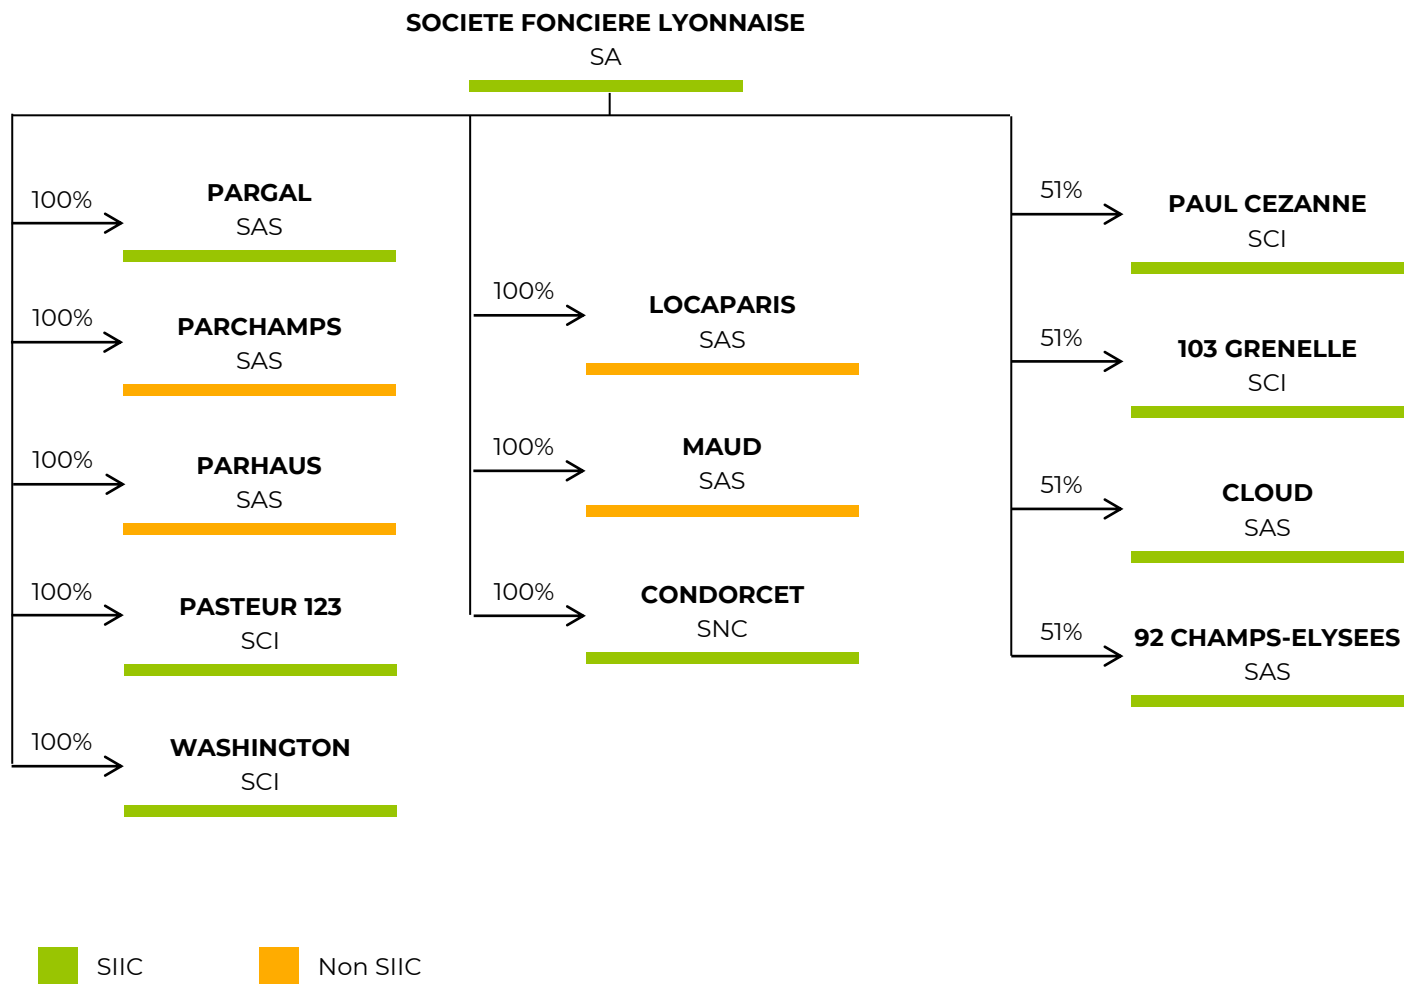 SOCIETE FONCIERE LYONNAISE
SA
100%
PARGAL
SAS
100%
PARCHAMPS
SAS
100%
PARHAUS
SAS
100%
PASTEUR 123
SCI
100%
WASHINGTON
SCI
100%
LOCAPARIS
SAS
100%
MAUD
SAS
100%
CONDORCET
SNC
51%
PAUL CEZANNE
SCI
51%
103 GRENELLE
SCI
51%
CLOUD
SAS
51%
92 CHAMPS-ELYSEES
SAS
SIIC
Non SIIC